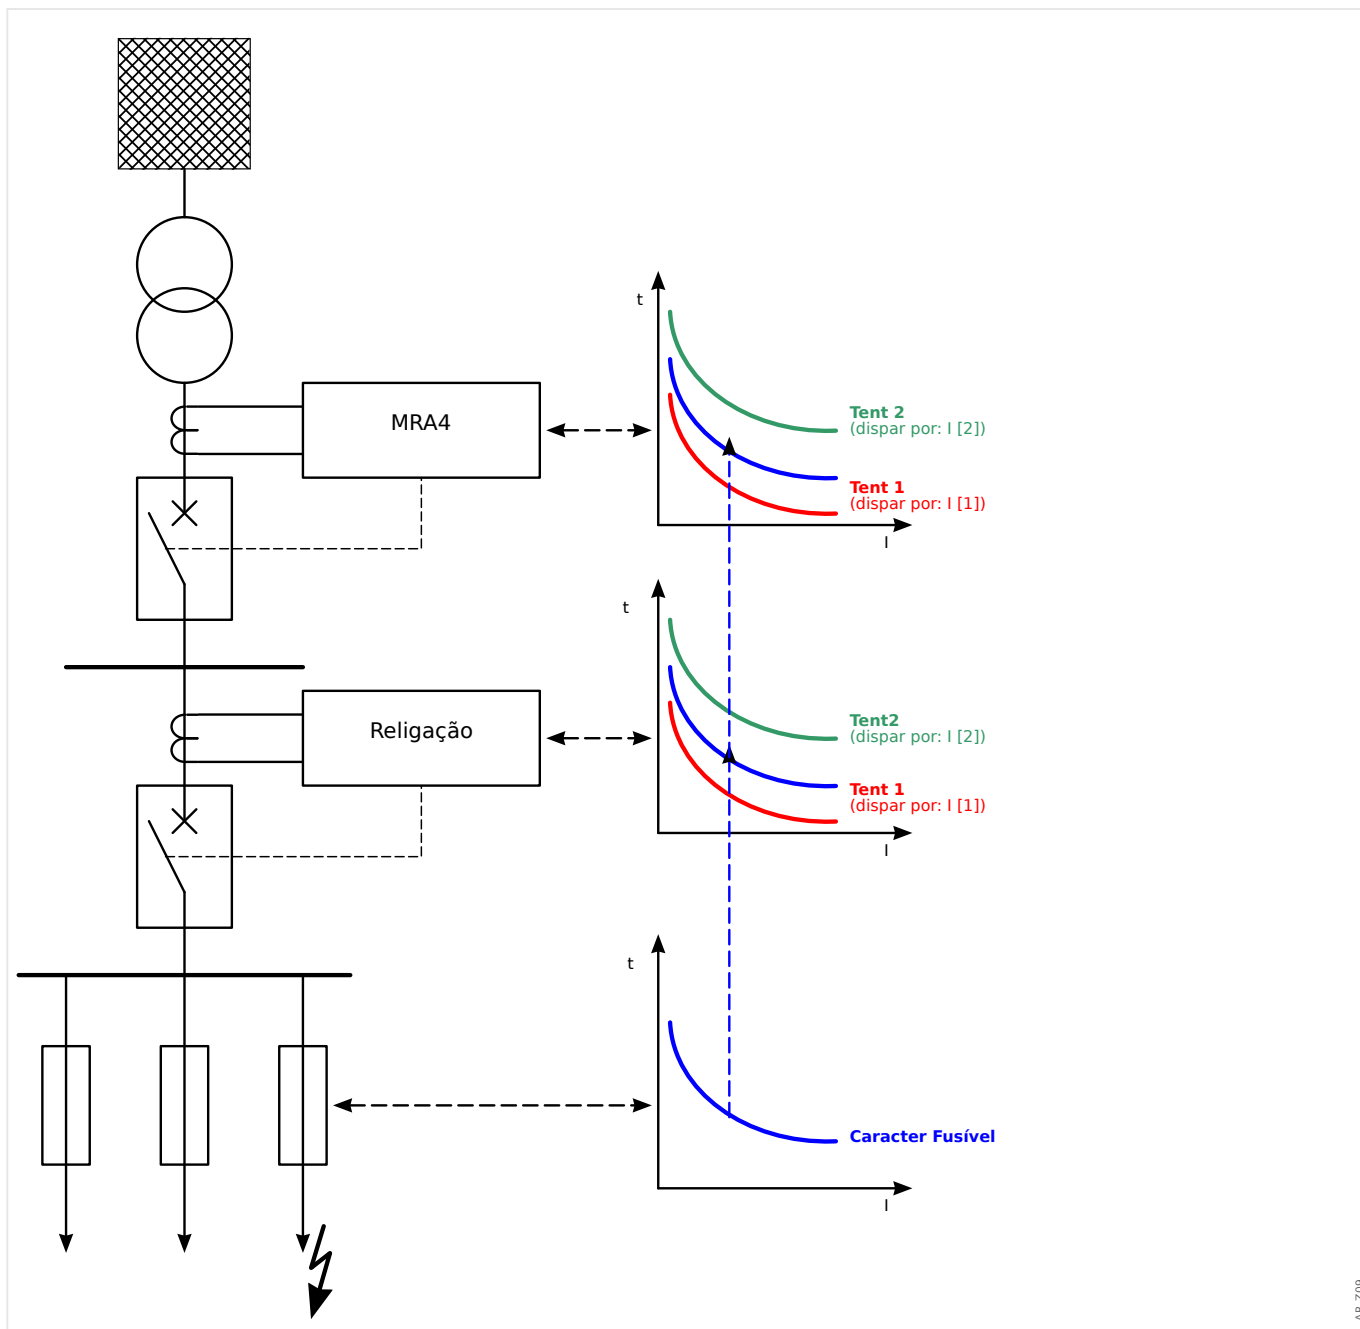 t
MRA4
Tent 2
(dispar por: I [2])
Tent 1
(dispar por: I [1])
I
t
Religação
Tent2
(dispar por: I [2])
Tent 1
(dispar por: I [1])
I
t
Caracter Fusível
I
AR_Z09